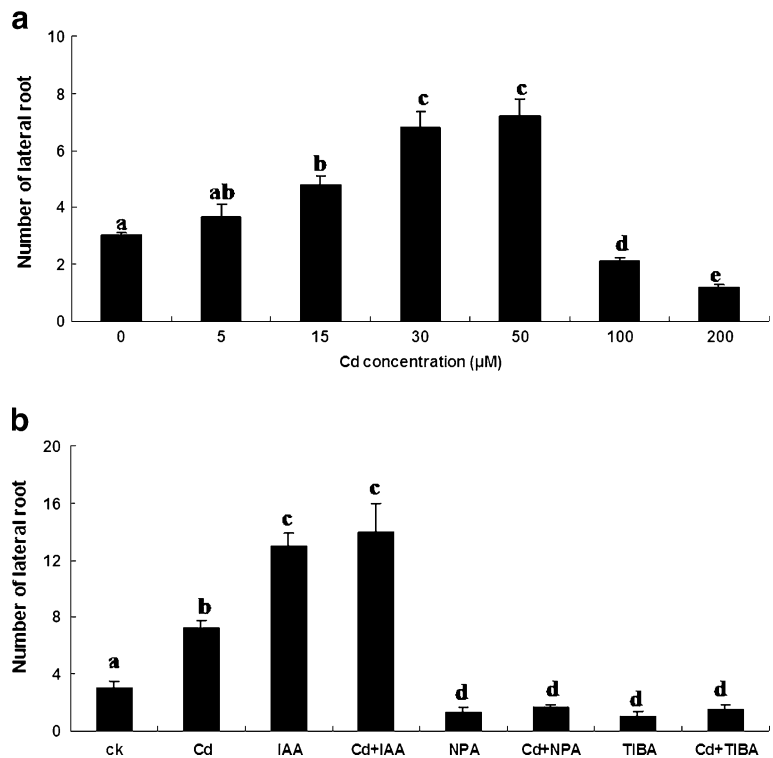 a
10
8
6
4
2
0
Number of lateral root
a
ab
b
c
c
d
e
0 5 15 30 50 100 200
Cd concentration (µM)
b
20
16
12
8
4
0
Number of lateral root
a
b
c
c
d
d
d
d
ck Cd IAA Cd+IAA NPA Cd+NPA TIBA Cd+TIBA